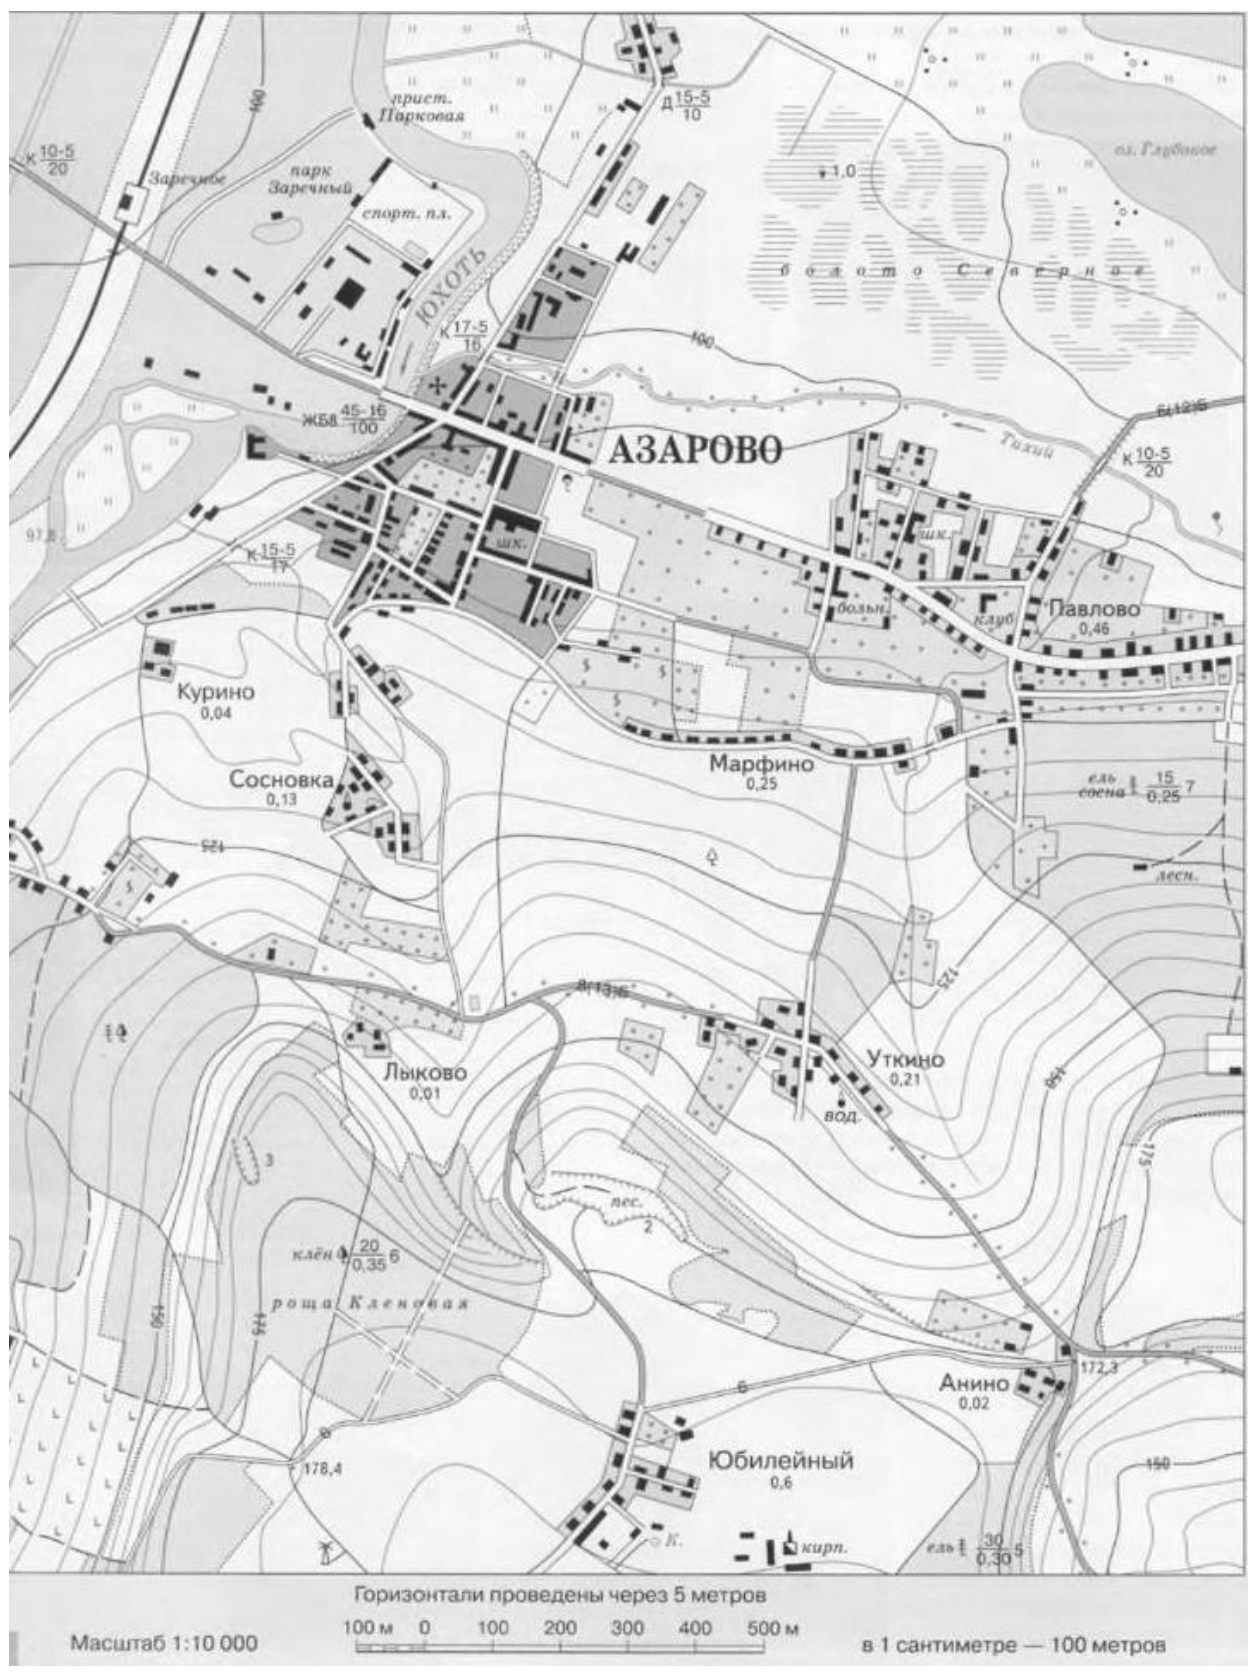 прист.
Парковая
Д 15-5
10
100
К 10-5
20
Заречное
парк
Заречный
спорт. пл.
1,0
оз. Глубокое
болото Северное
ЮХОТЬ
К 17-5
16
100
ЖБ8 45-16
100
6(12)Б
АЗАРОВО
Тихий
К 10-5
20
97,8
К 15-5
17
шк.
шк.
больн.
клуб
Павлово
0,46
Курино
0,04
Сосновка
0,13
Марфино
0,25
ель
сосна 15
0,25 7
125
лесн.
125
8(13)Б
Лыково
0,01
Уткино
0,21
150
вод.
175
3
пес.
2
клён 20
0,35 6
роща Кленовая
150
175
172,3
6
Анино
0,02
178,4
Юбилейный
0,6
150
К.
кирп.
ель 30
0,30 5
Горизонтали проведены через 5 метров
100 м 0 100 200 300 400 500 м
Масштаб 1:10 000
в 1 сантиметре — 100 метров